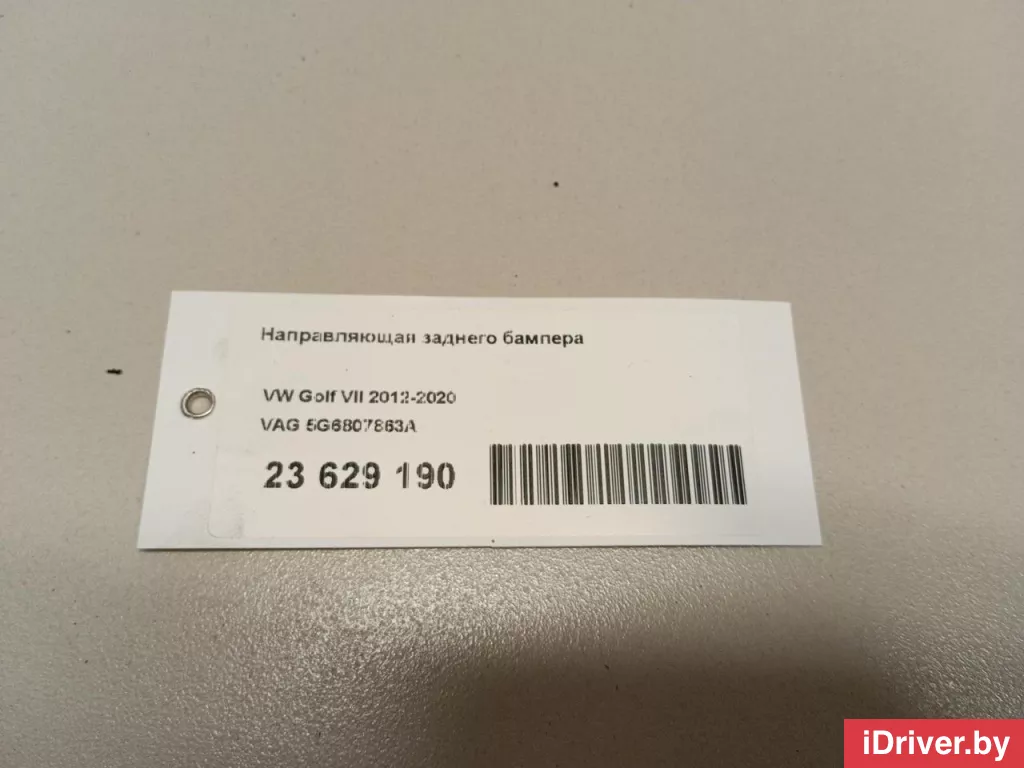 Направляющая заднего бампера
VW Golf VII 2012-2020
VAG 5G6807863A
23 629 190
iDriver.by